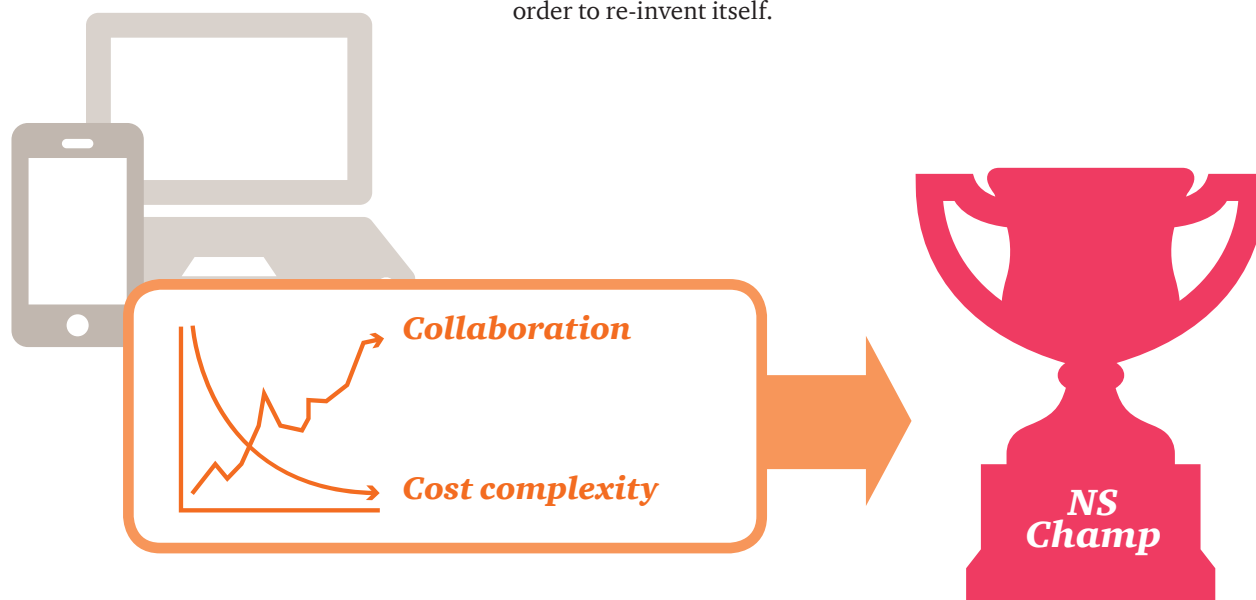 order to re-invent itself.
Collaboration
Cost complexity
NS
Champ